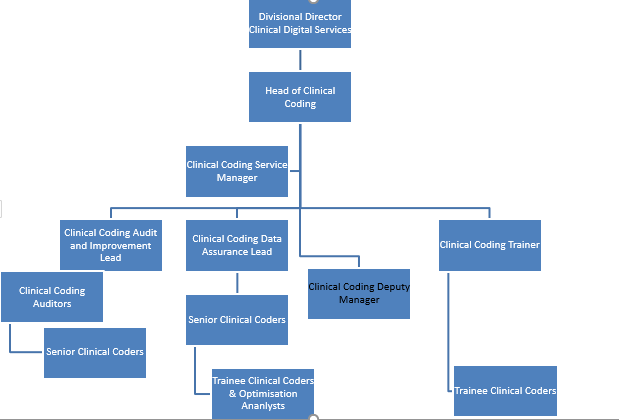 Divisional Director
Clinical Digital Services
Head of Clinical
Coding
Clinical Coding Service
Manager
Clinical Coding Audit
and Improvement
Lead
Clinical Coding Data
Assurance Lead
Clinical Coding Trainer
Clinical Coding Deputy
Manager
Clinical Coding
Auditors
Senior Clinical Coders
Senior Clinical Coders
Trainee Clinical Coders
& Optimisation
Ananlysts
Trainee Clinical Coders